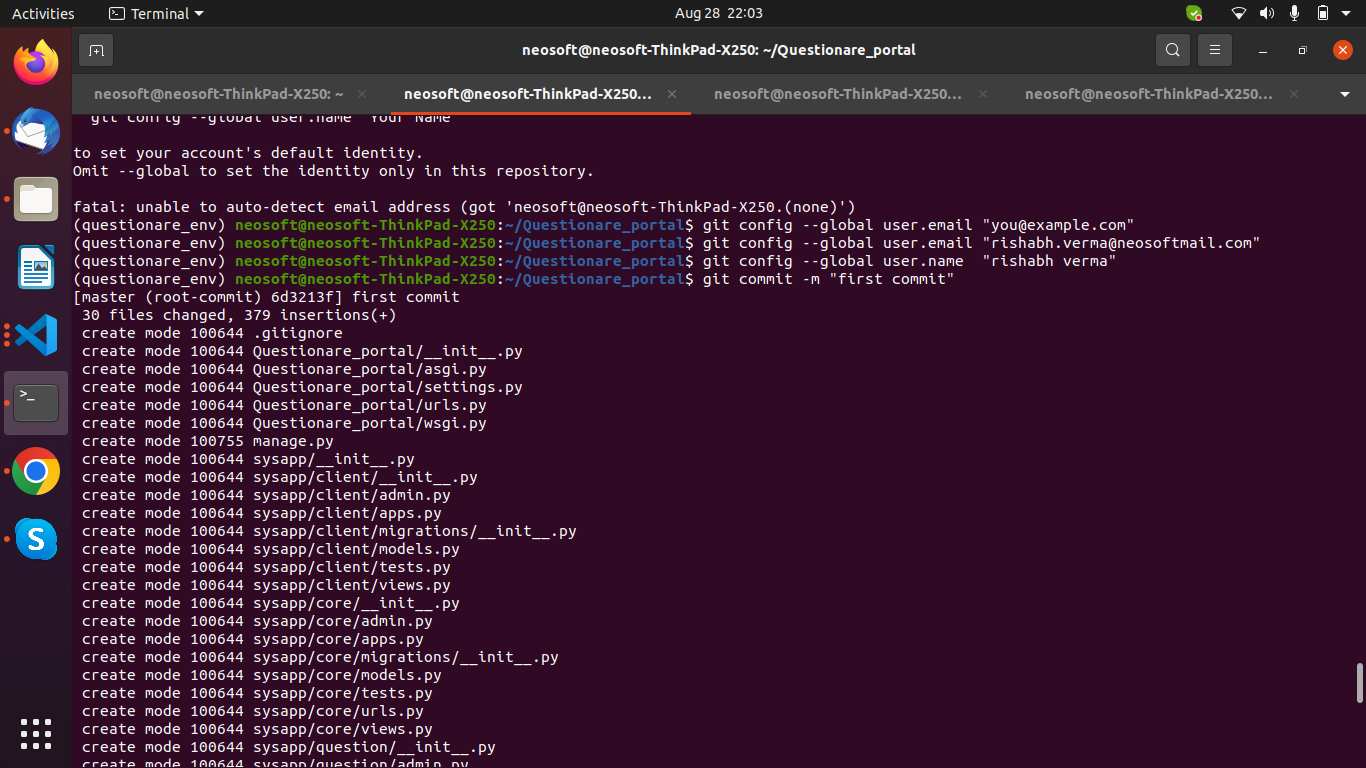 Activities
Terminal
Aug 28 22:03
neosoft@neosoft-ThinkPad-X250: ~/Questionare_portal
neosoft@neosoft-ThinkPad-X250: ~
neosoft@neosoft-ThinkPad-X250...
neosoft@neosoft-ThinkPad-X250...
neosoft@neosoft-ThinkPad-X250...
git config --global user.name "Your Name"
to set your account's default identity.
Omit --global to set the identity only in this repository.
fatal: unable to auto-detect email address (got 'neosoft@neosoft-ThinkPad-X250.(none)')
(questionare_env) neosoft@neosoft-ThinkPad-X250:~/Questionare_portal$ git config --global user.email "you@example.com"
(questionare_env) neosoft@neosoft-ThinkPad-X250:~/Questionare_portal$ git config --global user.email "rishabh.verma@neosoftmail.com"
(questionare_env) neosoft@neosoft-ThinkPad-X250:~/Questionare_portal$ git config --global user.name  "rishabh verma"
(questionare_env) neosoft@neosoft-ThinkPad-X250:~/Questionare_portal$ git commit -m "first commit"
[master (root-commit) 6d3213f] first commit
 30 files changed, 379 insertions(+)
 create mode 100644 .gitignore
 create mode 100644 Questionare_portal/__init__.py
 create mode 100644 Questionare_portal/asgi.py
 create mode 100644 Questionare_portal/settings.py
 create mode 100644 Questionare_portal/urls.py
 create mode 100644 Questionare_portal/wsgi.py
 create mode 100755 manage.py
 create mode 100644 sysapp/__init__.py
 create mode 100644 sysapp/client/__init__.py
 create mode 100644 sysapp/client/admin.py
 create mode 100644 sysapp/client/apps.py
 create mode 100644 sysapp/client/migrations/__init__.py
 create mode 100644 sysapp/client/models.py
 create mode 100644 sysapp/client/tests.py
 create mode 100644 sysapp/client/views.py
 create mode 100644 sysapp/core/__init__.py
 create mode 100644 sysapp/core/admin.py
 create mode 100644 sysapp/core/apps.py
 create mode 100644 sysapp/core/migrations/__init__.py
 create mode 100644 sysapp/core/models.py
 create mode 100644 sysapp/core/tests.py
 create mode 100644 sysapp/core/urls.py
 create mode 100644 sysapp/core/views.py
 create mode 100644 sysapp/question/__init__.py
 create mode 100644 sysapp/question/admin.py